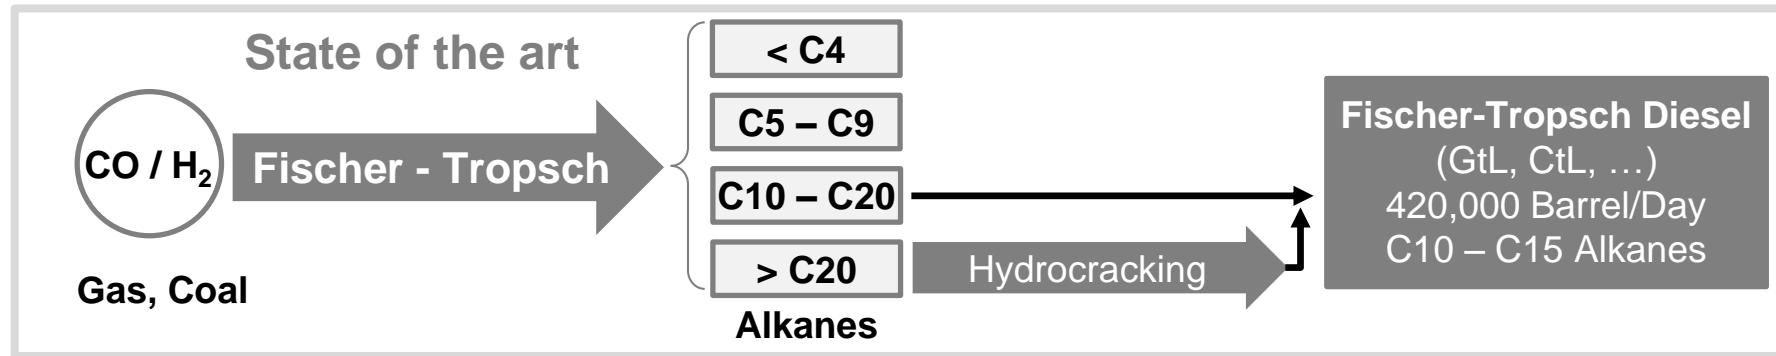 State of the art
CO / H₂
Gas, Coal
Fischer - Tropsch
< C4
C5 – C9
C10 – C20
> C20
Alkanes
Hydrocracking
Fischer-Tropsch Diesel
(GtL, CtL, …)
420,000 Barrel/Day
C10 – C15 Alkanes